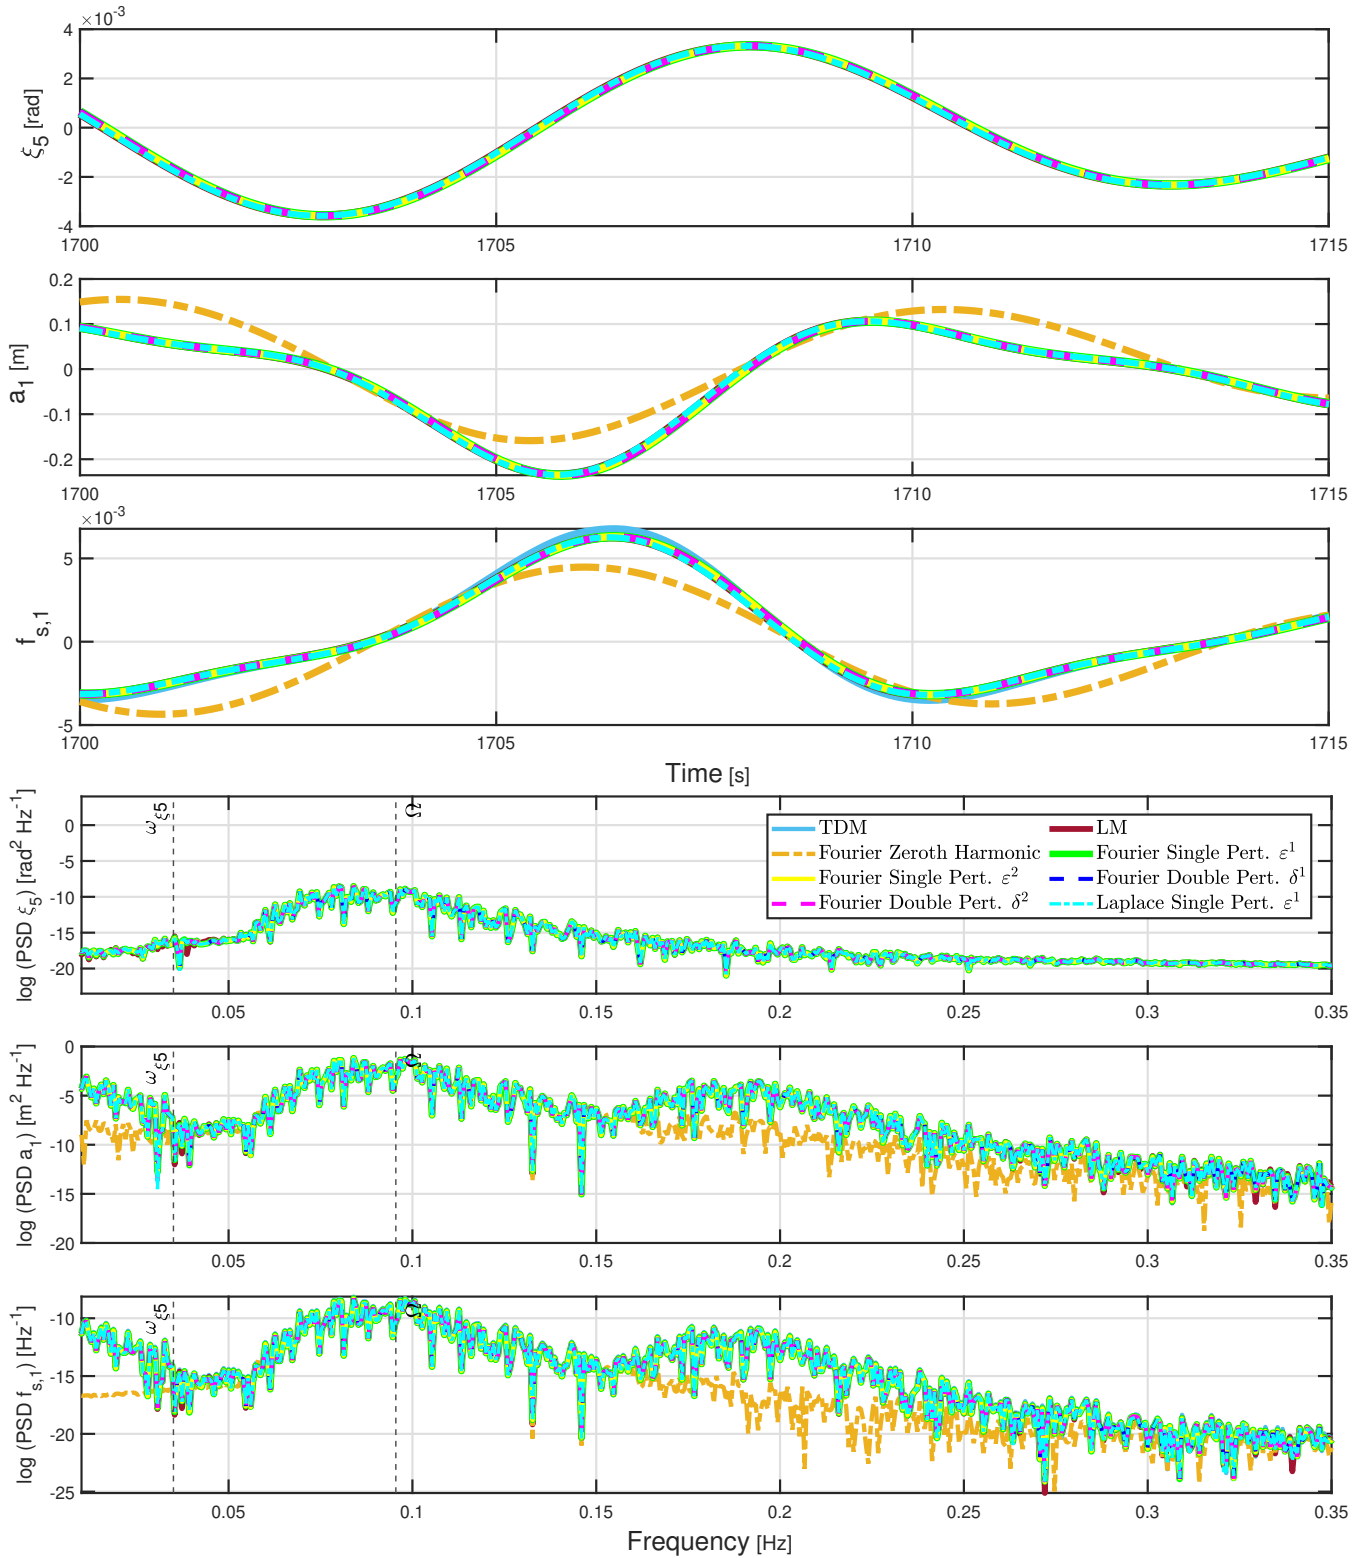 ×10⁻³
4
2
0
-2
-4
ξ₅ [rad]
1700 1705 1710 1715
0.2
0.1
0
-0.1
-0.2
a₁ [m]
1700 1705 1710 1715
×10⁻³
5
0
-5
f_s,1
1700 1705 1710 1715
Time [s]
0
-5
-10
-15
-20
log (PSD ξ₅) [rad² Hz⁻¹]
ω_ξ5
Ω
TDM LM
Fourier Zeroth Harmonic Fourier Single Pert. ε¹
Fourier Single Pert. ε² Fourier Double Pert. δ¹
Fourier Double Pert. δ² Laplace Single Pert. ε¹
0.05 0.1 0.15 0.2 0.25 0.3 0.35
0
-5
-10
-15
-20
log (PSD a₁) [m² Hz⁻¹]
ω_ξ5
Ω
0.05 0.1 0.15 0.2 0.25 0.3 0.35
-10
-15
-20
-25
log (PSD f_s,1) [Hz⁻¹]
ω_ξ5
Ω
0.05 0.1 0.15 0.2 0.25 0.3 0.35
Frequency [Hz]